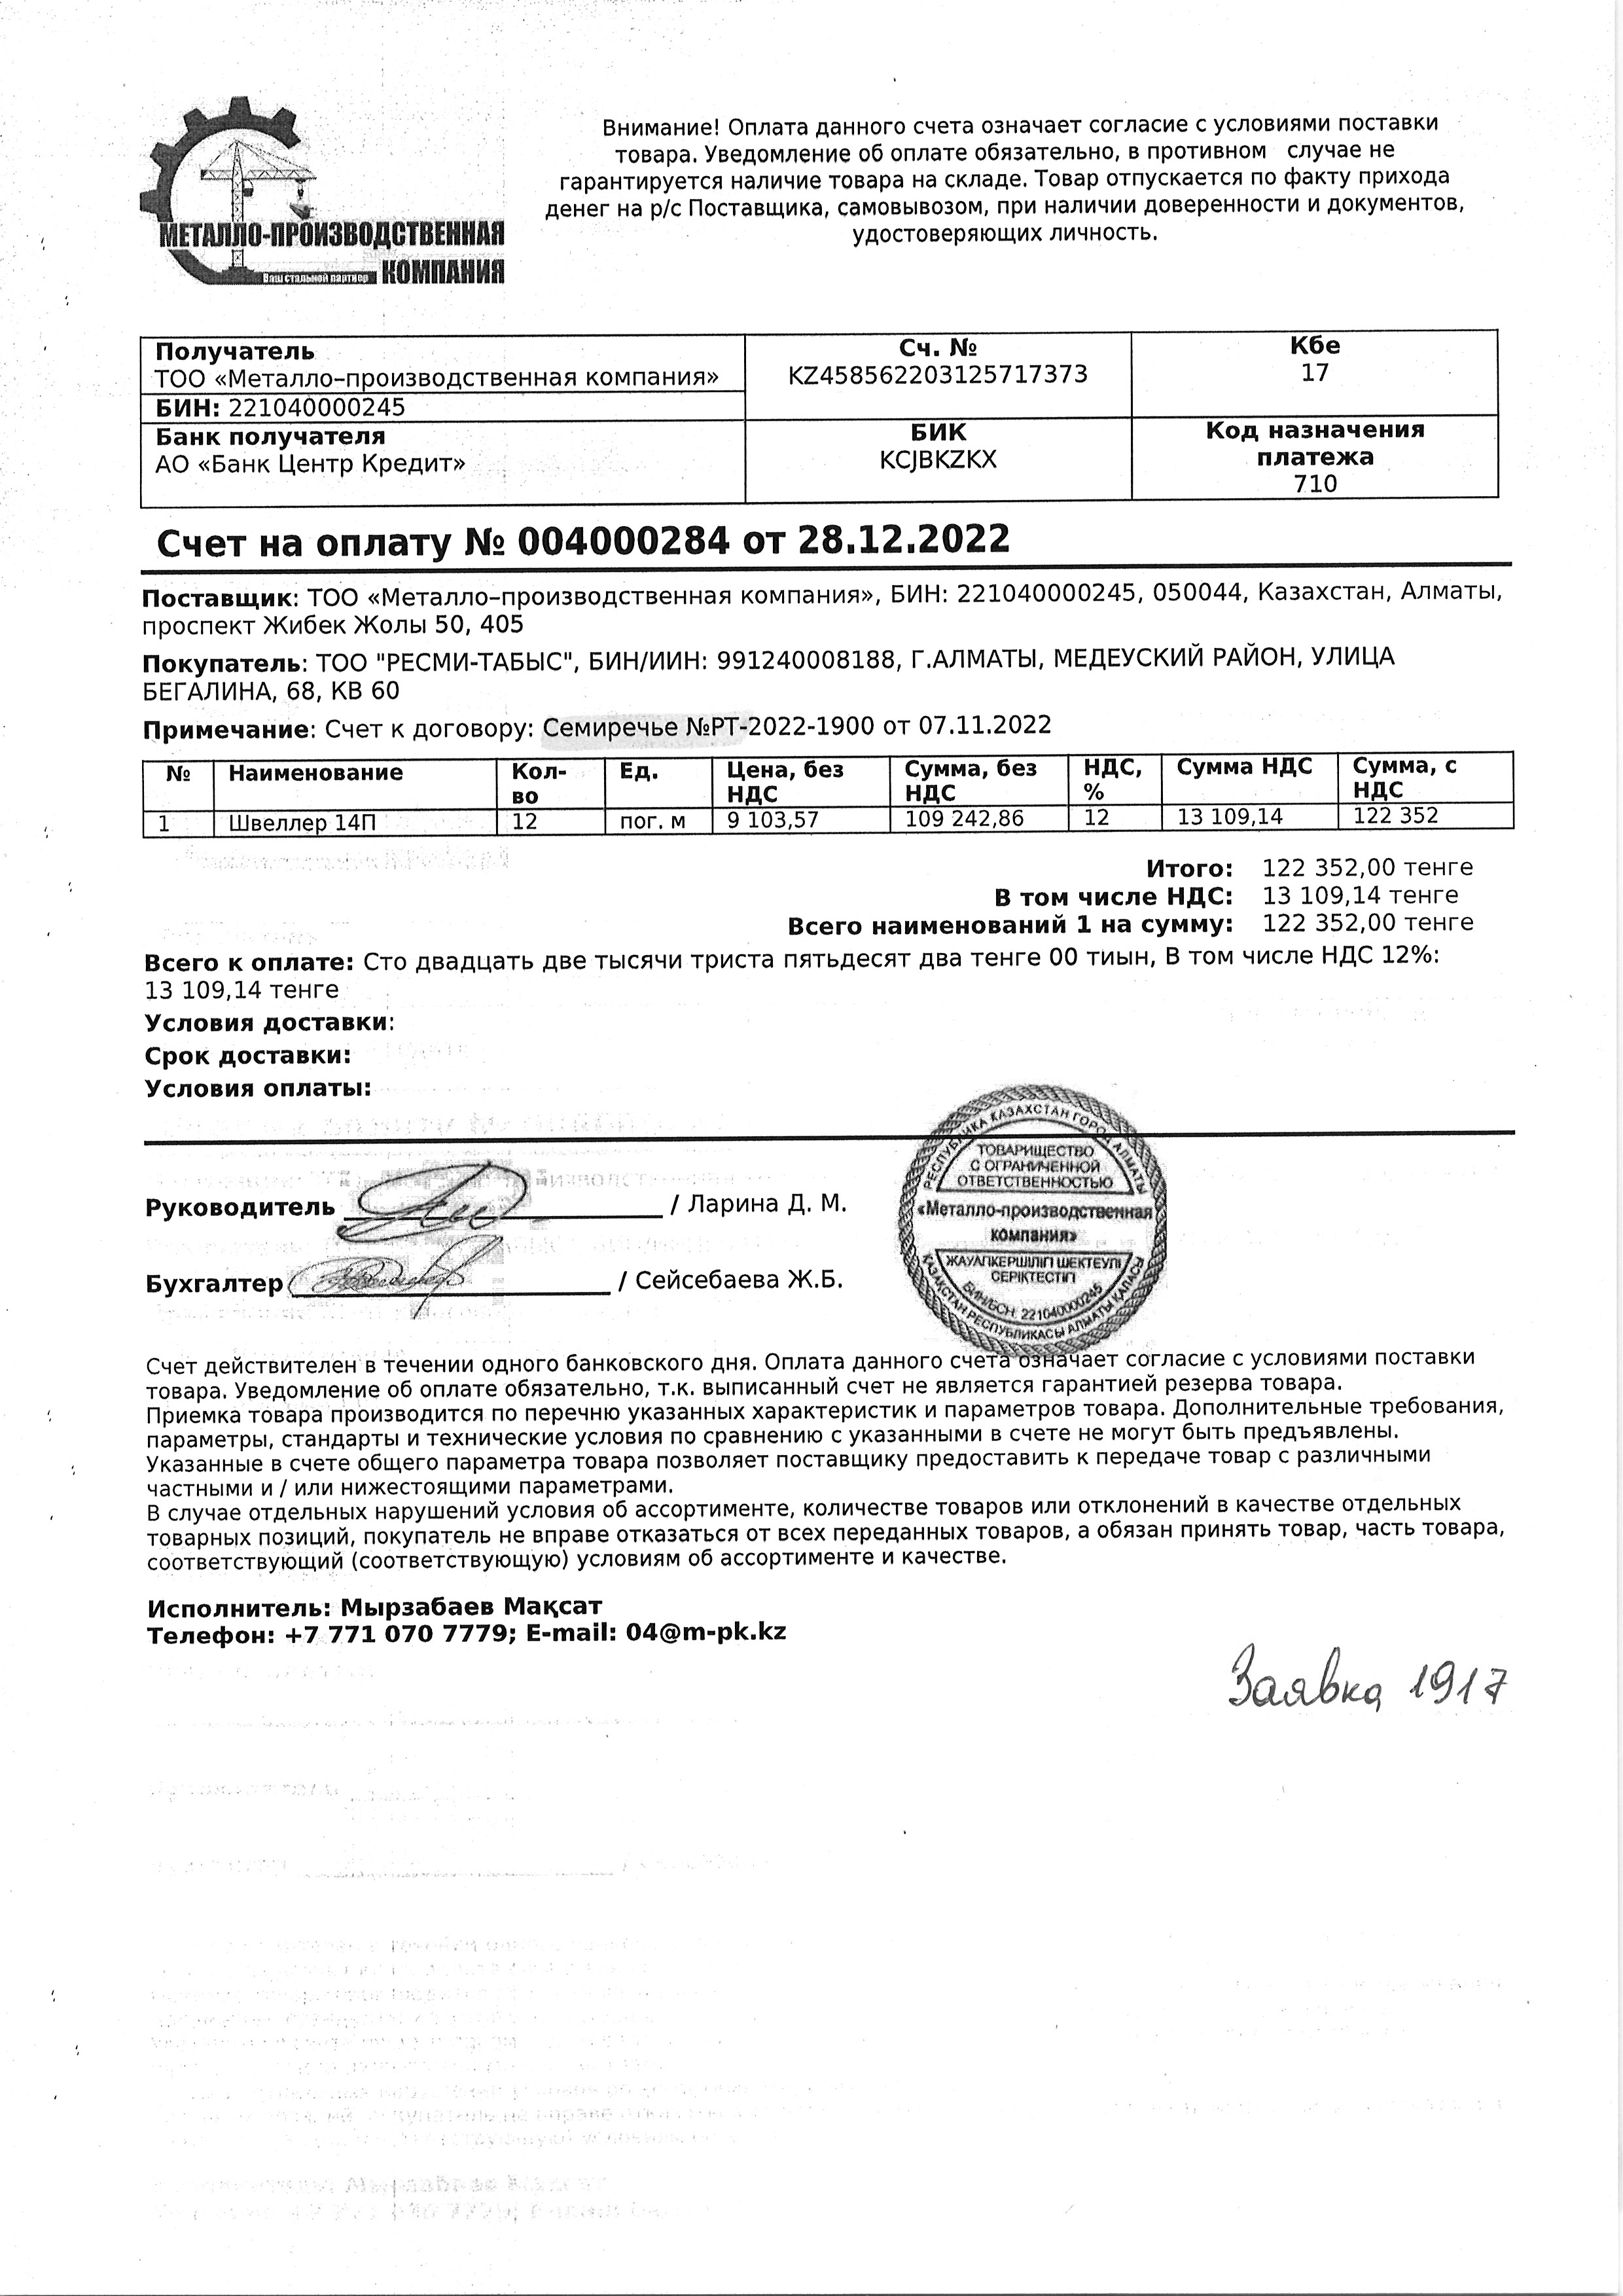 МЕТАЛЛО-ПРОИЗВОДСТВЕННАЯ
Ваш стальной партнер КОМПАНИЯ
Внимание! Оплата данного счета означает согласие с условиями поставки
товара. Уведомление об оплате обязательно, в противном случае не
гарантируется наличие товара на складе. Товар отпускается по факту прихода
денег на р/с Поставщика, самовывозом, при наличии доверенности и документов,
удостоверяющих личность.
Получатель Сч. № Кбе
ТОО «Металло–производственная компания» KZ458562203125717373 17
БИН: 221040000245
Банк получателя БИК Код назначения
АО «Банк Центр Кредит» KCJBKZKX платежа
710
Счет на оплату № 004000284 от 28.12.2022
Поставщик: ТОО «Металло–производственная компания», БИН: 221040000245, 050044, Казахстан, Алматы,
проспект Жибек Жолы 50, 405
Покупатель: ТОО "РЕСМИ-ТАБЫС", БИН/ИИН: 991240008188, Г.АЛМАТЫ, МЕДЕУСКИЙ РАЙОН, УЛИЦА
БЕГАЛИНА, 68, КВ 60
Примечание: Счет к договору: Семиречье №РТ-2022-1900 от 07.11.2022
№ Наименование Кол- Ед. Цена, без Сумма, без НДС, Сумма НДС Сумма, с
во НДС НДС % НДС
1 Швеллер 14П 12 пог. м 9 103,57 109 242,86 12 13 109,14 122 352
Итого: 122 352,00 тенге
В том числе НДС: 13 109,14 тенге
Всего наименований 1 на сумму: 122 352,00 тенге
Всего к оплате: Сто двадцать две тысячи триста пятьдесят два тенге 00 тиын, В том числе НДС 12%:
13 109,14 тенге
Условия доставки:
Срок доставки:
Условия оплаты:
РЕСПУБЛИКА КАЗАХСТАН ГОРОД АЛМАТЫ
ТОВАРИЩЕСТВО
С ОГРАНИЧЕННОЙ
ОТВЕТСТВЕННОСТЬЮ
«Металло-производственная
компания»
ЖАУАПКЕРШІЛІГІ ШЕКТЕУЛІ
СЕРІКТЕСТІГІ
БИН/БСН 221040000245
ҚАЗАҚСТАН РЕСПУБЛИКАСЫ АЛМАТЫ ҚАЛАСЫ
Руководитель / Ларина Д. М.
Бухгалтер / Сейсебаева Ж.Б.
Счет действителен в течении одного банковского дня. Оплата данного счета означает согласие с условиями поставки
товара. Уведомление об оплате обязательно, т.к. выписанный счет не является гарантией резерва товара.
Приемка товара производится по перечню указанных характеристик и параметров товара. Дополнительные требования,
параметры, стандарты и технические условия по сравнению с указанными в счете не могут быть предъявлены.
Указанные в счете общего параметра товара позволяет поставщику предоставить к передаче товар с различными
частными и / или нижестоящими параметрами.
В случае отдельных нарушений условия об ассортименте, количестве товаров или отклонений в качестве отдельных
товарных позиций, покупатель не вправе отказаться от всех переданных товаров, а обязан принять товар, часть товара,
соответствующий (соответствующую) условиям об ассортименте и качестве.
Исполнитель: Мырзабаев Мақсат
Телефон: +7 771 070 7779; E-mail: 04@m-pk.kz
Заявка 1917